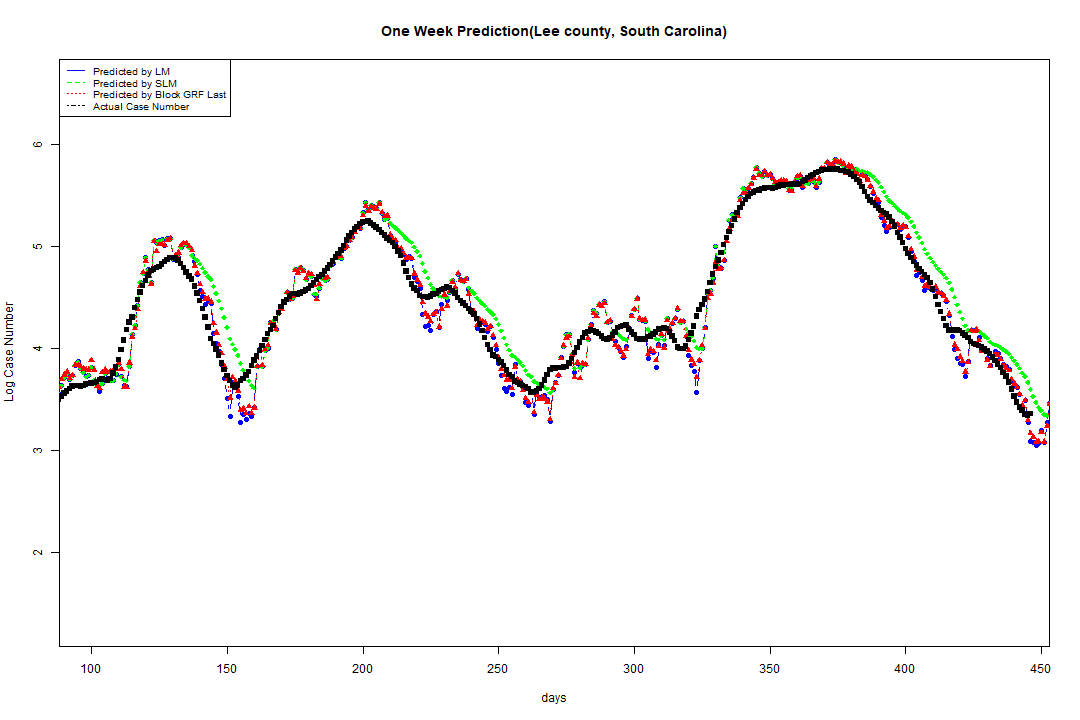 One Week Prediction(Lee county, South Carolina)
Predicted by LM
Predicted by SLM
Predicted by Block GRF Last
Actual Case Number
6
5
4
3
2
Log Case Number
100 150 200 250 300 350 400 450
days